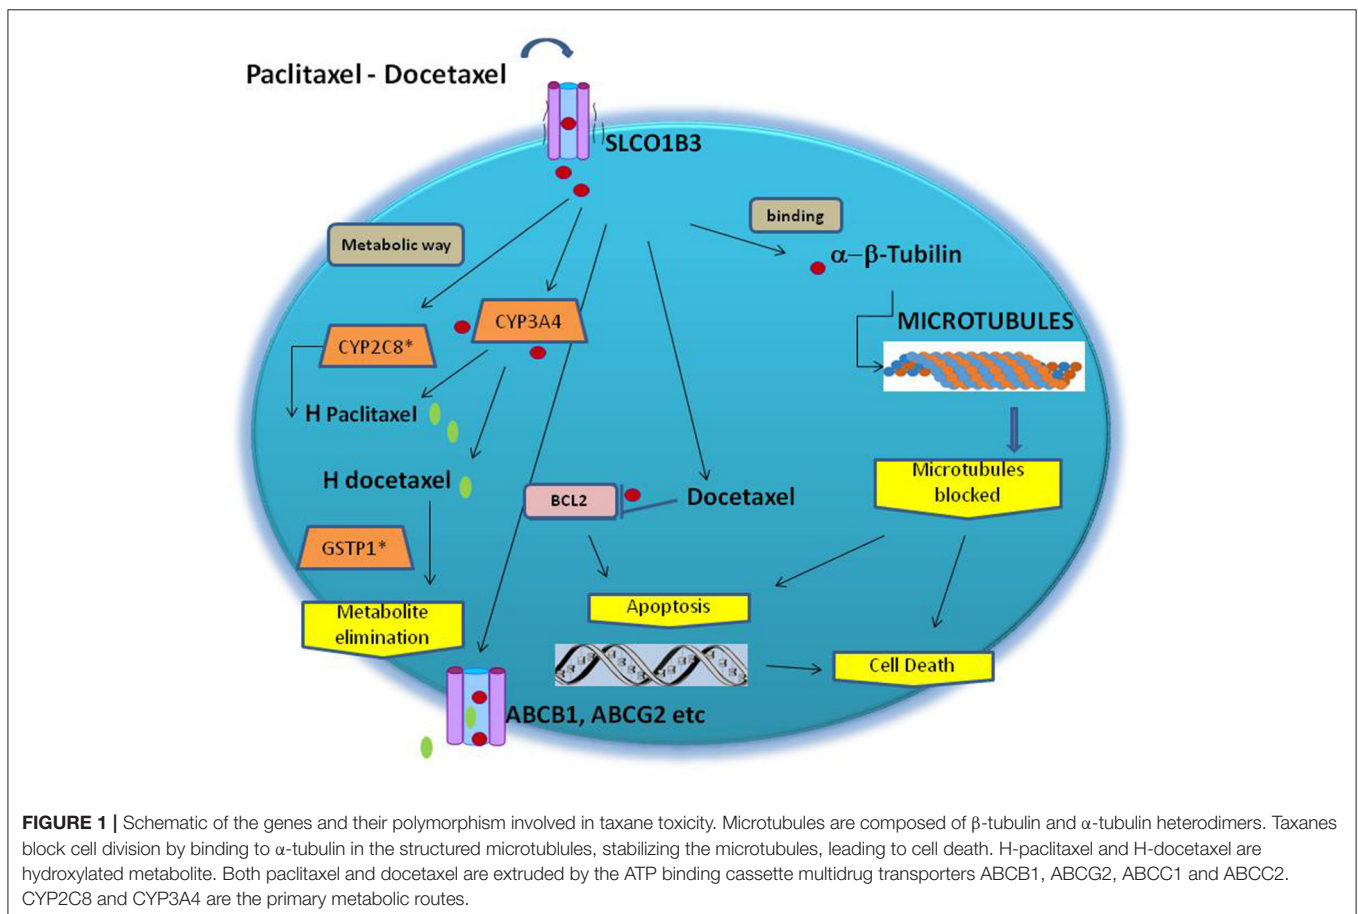 Paclitaxel - Docetaxel
SLCO1B3
binding
Metabolic way
α−β-Tubilin
CYP3A4
MICROTUBULES
CYP2C8*
H Paclitaxel
Microtubules
blocked
H docetaxel
BCL2
Docetaxel
GSTP1*
Apoptosis
Metabolite
elimination
Cell Death
ABCB1, ABCG2 etc
FIGURE 1 | Schematic of the genes and their polymorphism involved in taxane toxicity. Microtubules are composed of β-tubulin and α-tubulin heterodimers. Taxanes
block cell division by binding to α-tubulin in the structured microtublules, stabilizing the microtubules, leading to cell death. H-paclitaxel and H-docetaxel are
hydroxylated metabolite. Both paclitaxel and docetaxel are extruded by the ATP binding cassette multidrug transporters ABCB1, ABCG2, ABCC1 and ABCC2.
CYP2C8 and CYP3A4 are the primary metabolic routes.